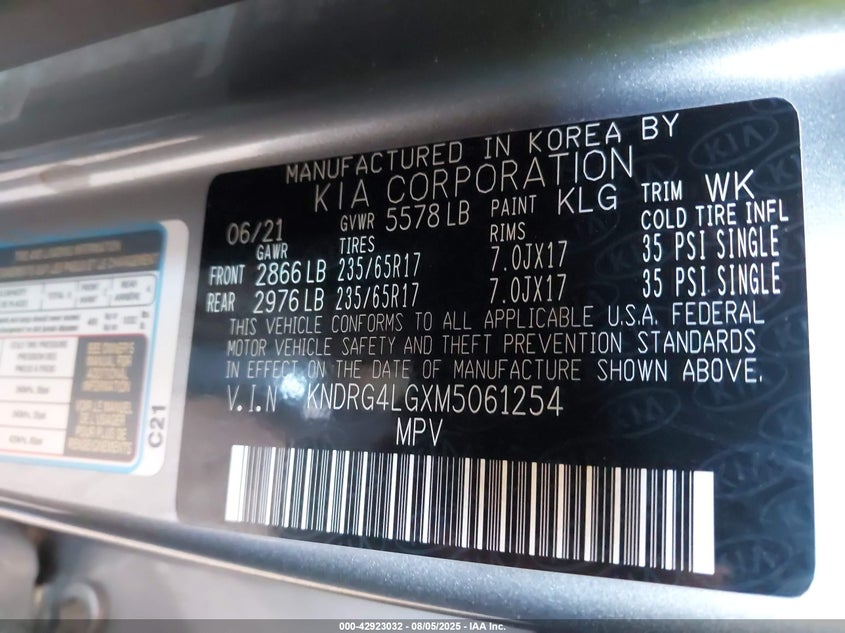 MANUFACTURED IN KOREA BY
KIA CORPORATION
06/21 GVWR 5578 LB PAINT KLG TRIM WK
GAWR TIRES RIMS COLD TIRE INFL
FRONT 2866 LB 235/65R17 7.0JX17 35 PSI SINGLE
REAR 2976 LB 235/65R17 7.0JX17 35 PSI SINGLE
THIS VEHICLE CONFORMS TO ALL APPLICABLE U.S.A. FEDERAL
MOTOR VEHICLE SAFETY AND THEFT PREVENTION STANDARDS
IN EFFECT ON THE DATE OF MANUFACTURE SHOWN ABOVE.
V.I.N KNDRG4LGXM5061254
MPV
C21
000-42923032 - 08/05/2025 - IAA Inc.